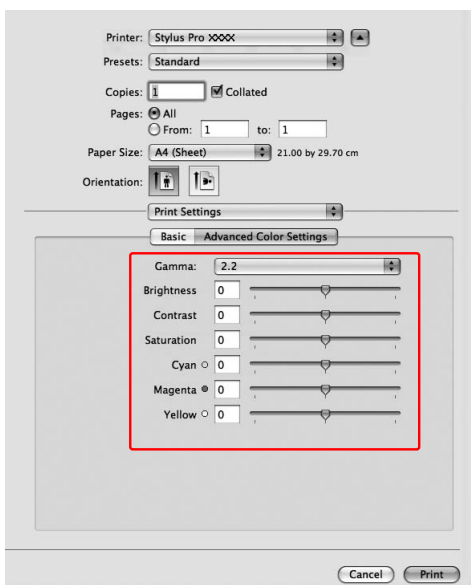 Printer: Stylus Pro XXXX
Presets: Standard
Copies: 1 Collated
Pages: All
From: 1 to: 1
Paper Size: A4 (Sheet) 21.00 by 29.70 cm
Orientation:
Print Settings
Basic Advanced Color Settings
Gamma: 2.2
Brightness 0
Contrast 0
Saturation 0
Cyan 0
Magenta 0
Yellow 0
Cancel Print